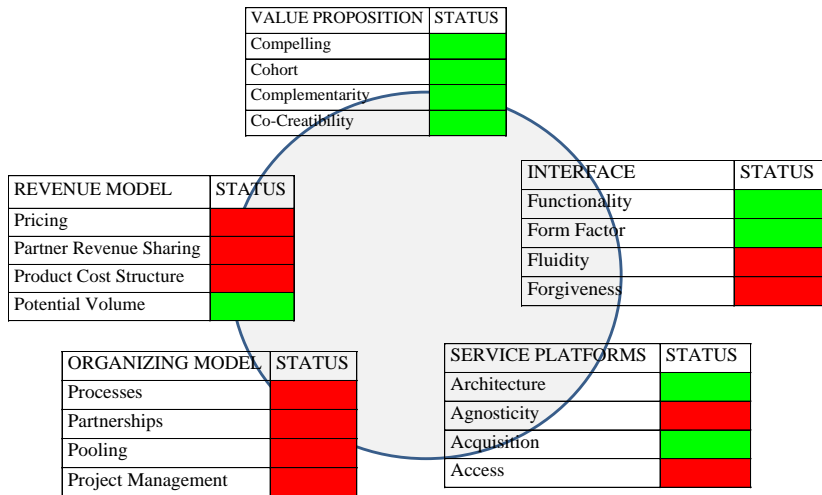 VALUE PROPOSITION STATUS
Compelling
Cohort
Complementarity
Co-Creatibility
INTERFACE STATUS
Functionality
Form Factor
Fluidity
Forgiveness
REVENUE MODEL STATUS
Pricing
Partner Revenue Sharing
Product Cost Structure
Potential Volume
SERVICE PLATFORMS STATUS
Architecture
Agnosticity
Acquisition
Access
ORGANIZING MODEL STATUS
Processes
Partnerships
Pooling
Project Management